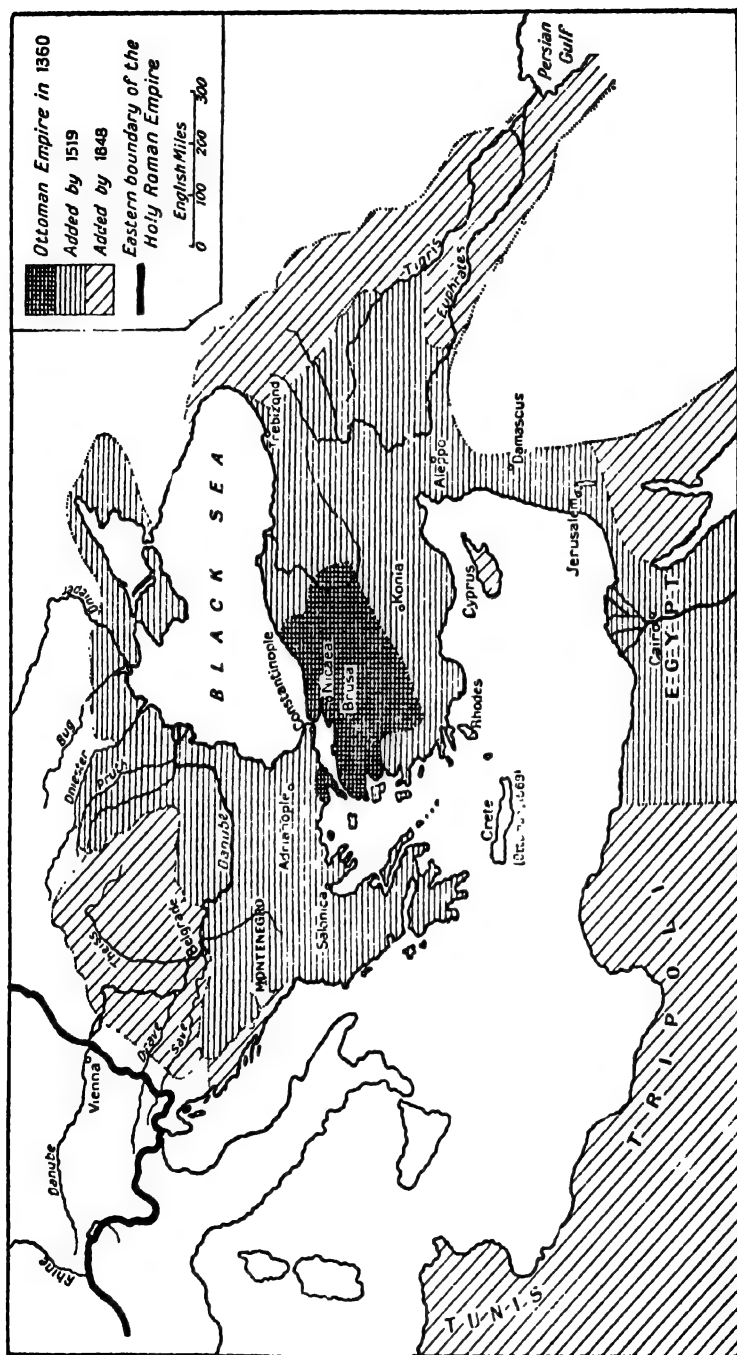 Ottoman Empire in 1360
Added by 1519
Added by 1648
Eastern boundary of the
Holy Roman Empire
English Miles
0 100 200 300
Rhine
Danube
Vienna
Drave
Save
Theiss
Belgrade
MONTENEGRO
Danube
Pruth
Dniester
Bug
Dnieper
BLACK SEA
Adrianople
Salonica
Constantinople
Nicaea
Brusa
Konia
Trebizond
Tigris
Euphrates
Persian
Gulf
Aleppo
Damascus
Cyprus
Rhodes
Crete
Jerusalem
Cairo
EGYPT
TRIPOLI
TUNIS